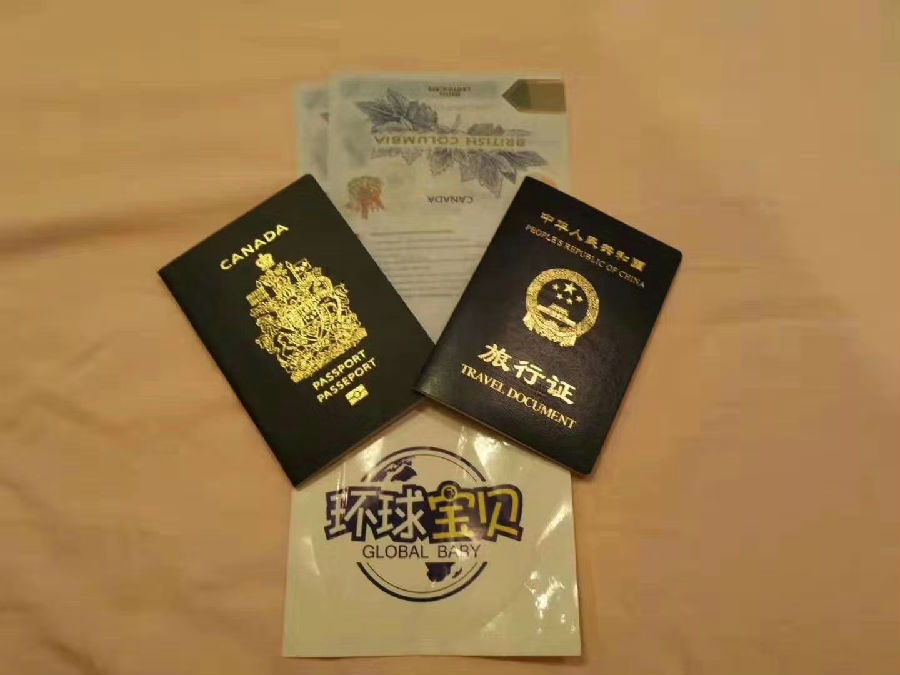 BRITISH COLUMBIA
CANADA
CANADA
PASSPORT
PASSEPORT
中华人民共和国
PEOPLE'S REPUBLIC OF CHINA
旅行证
TRAVEL DOCUMENT
环球宝贝
GLOBAL BABY